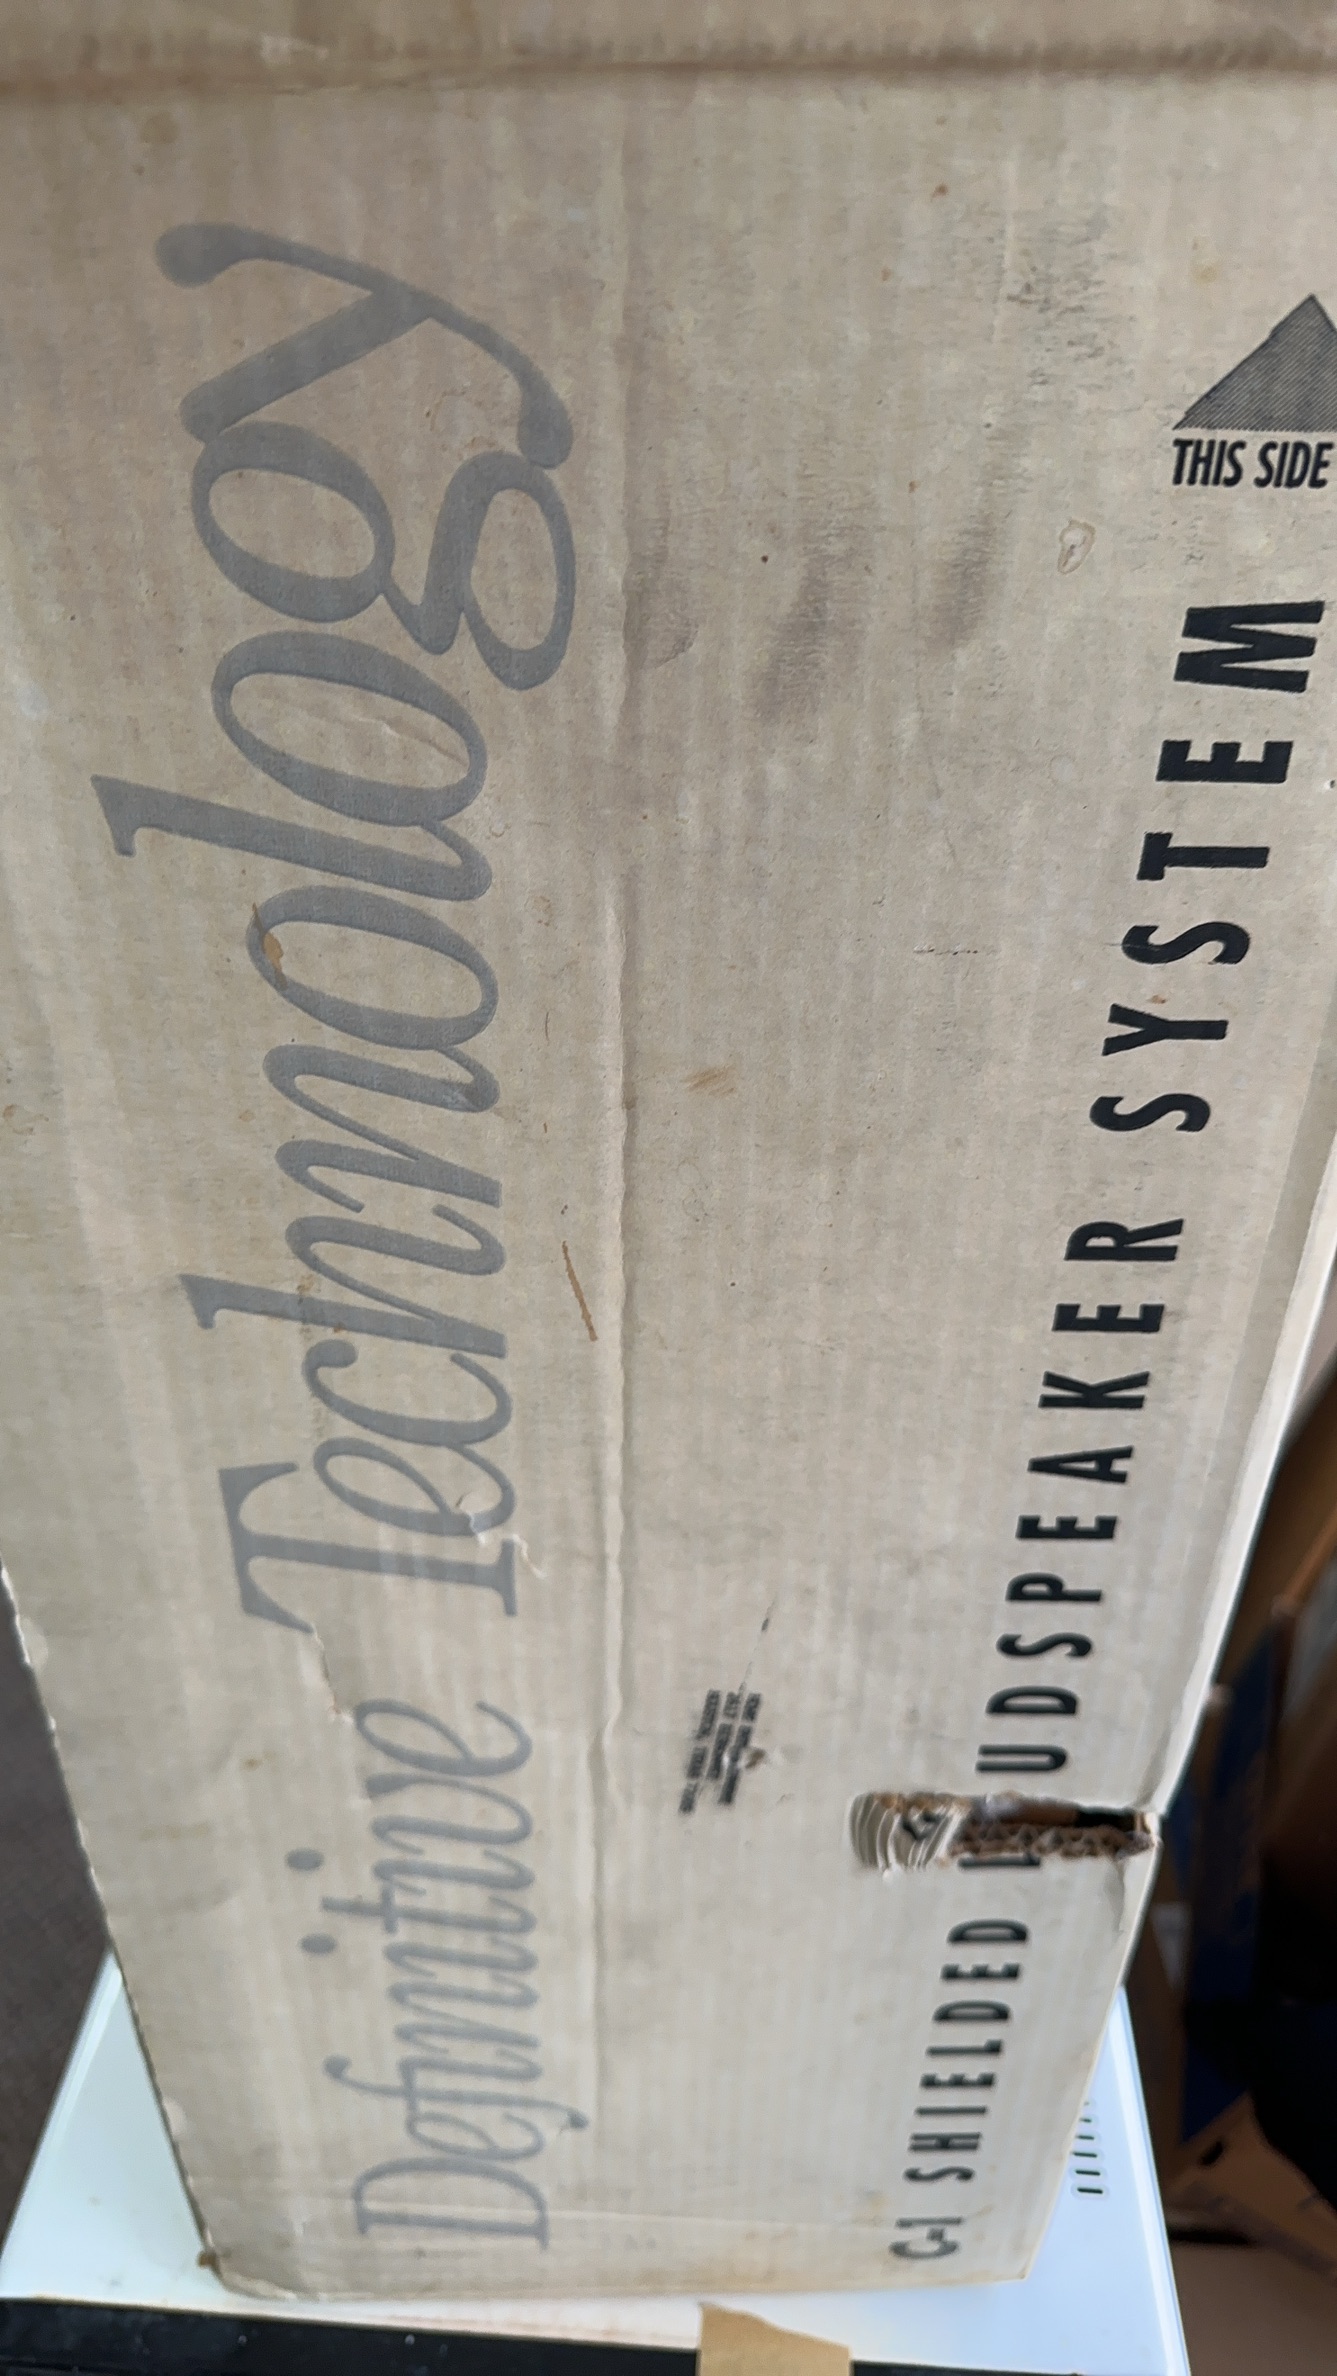 Definitive Technology
C-1 SHIELDED L UDSPEAKER SYSTEM
THIS SIDE